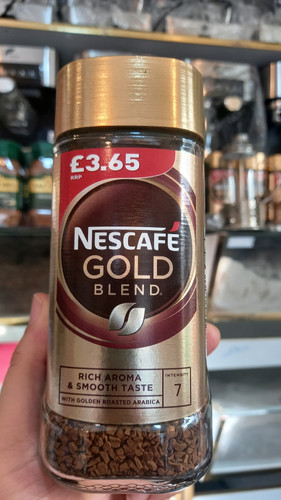 £3.65
RRP
NESCAFÉ
GOLD
BLEND
RICH AROMA
& SMOOTH TASTE
WITH GOLDEN ROASTED ARABICA
INTENSITY
7